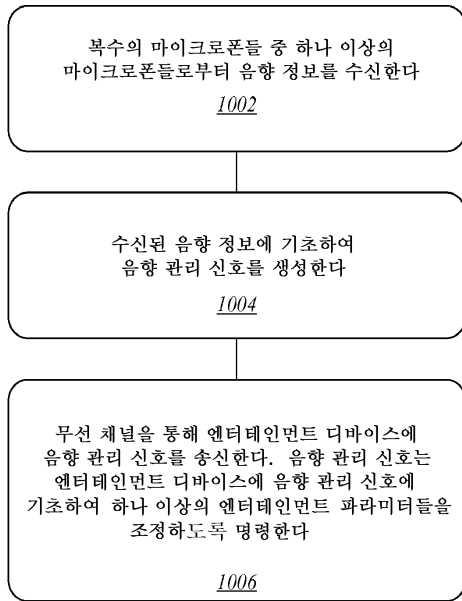 복수의 마이크로폰들 중 하나 이상의
마이크로폰들로부터 음향 정보를 수신한다
1002
수신된 음향 정보에 기초하여
음향 관리 신호를 생성한다
1004
무선 채널을 통해 엔터테인먼트 디바이스에
음향 관리 신호를 송신한다. 음향 관리 신호는
엔터테인먼트 디바이스에 음향 관리 신호에
기초하여 하나 이상의 엔터테인먼트 파라미터들을
조정하도록 명령한다
1006